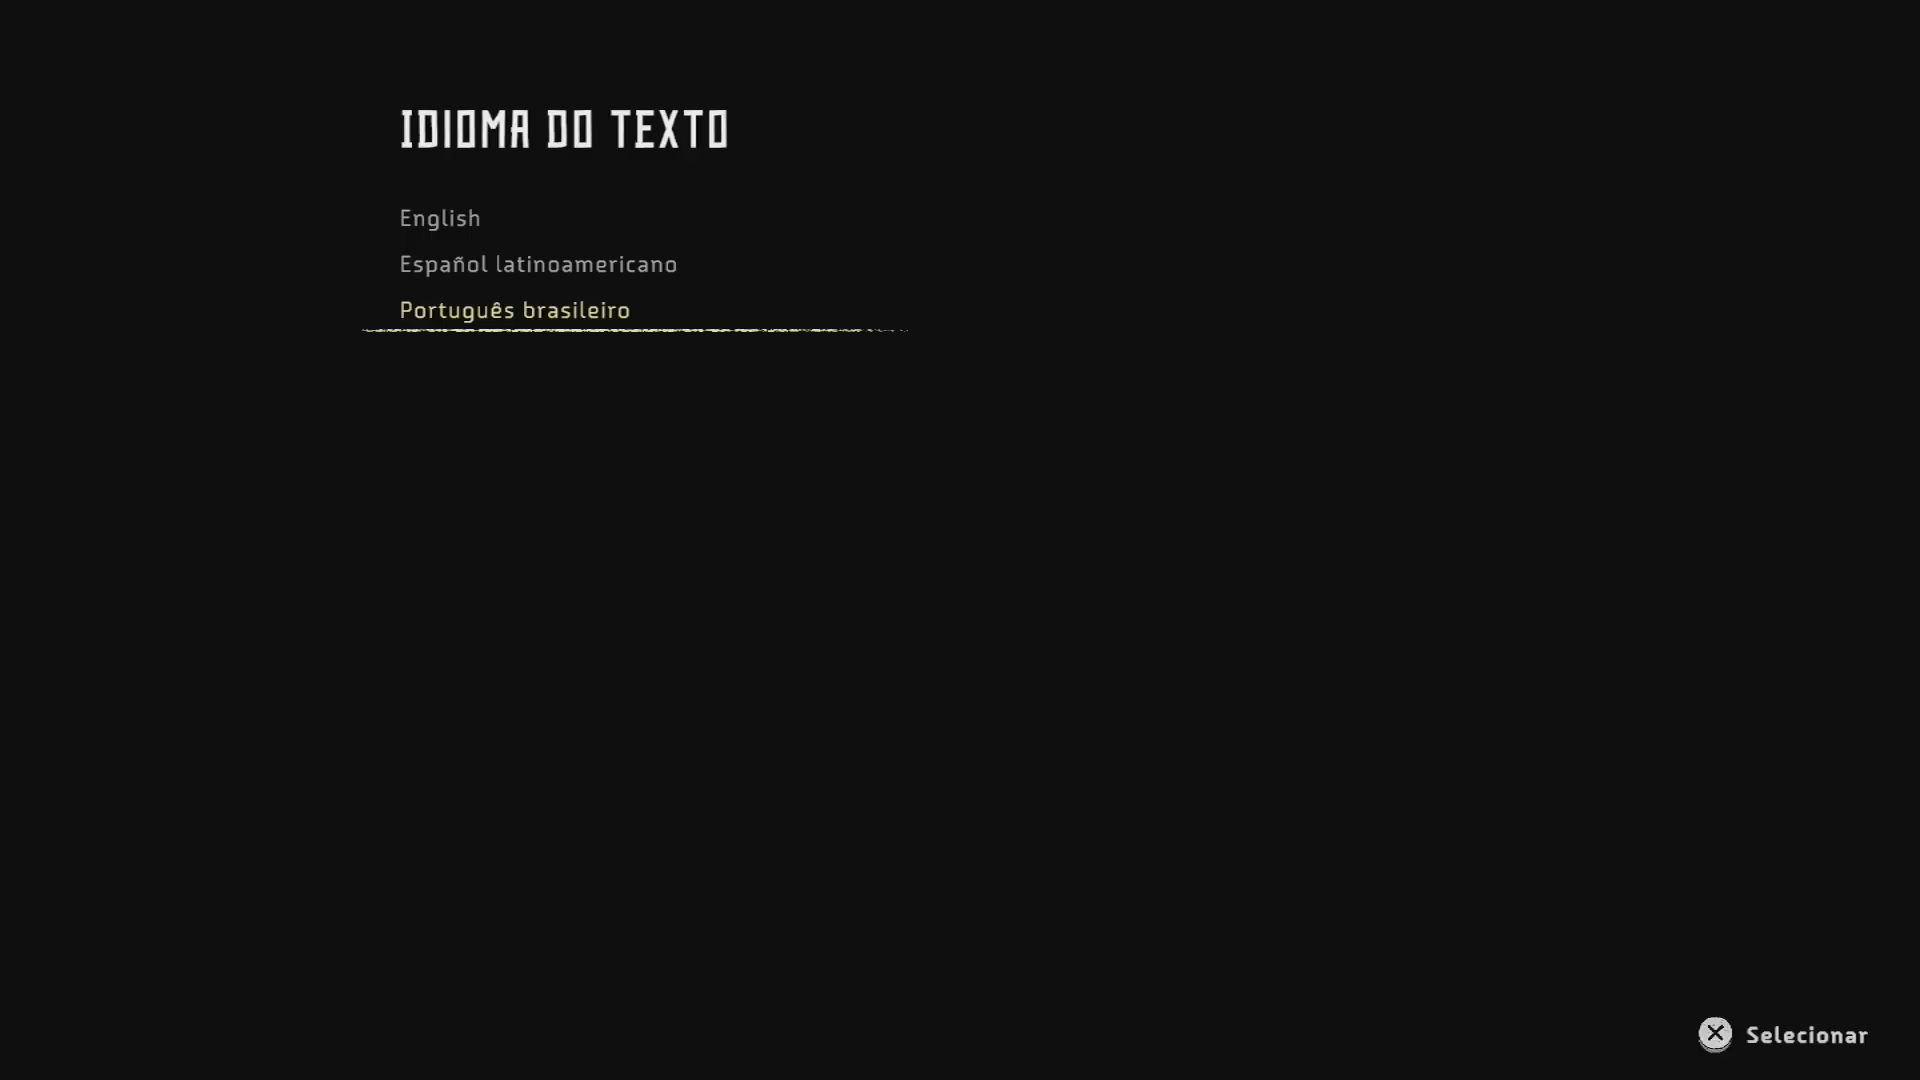 IDIOMA DO TEXTO
English
Español latinoamericano
Português brasileiro
Selecionar